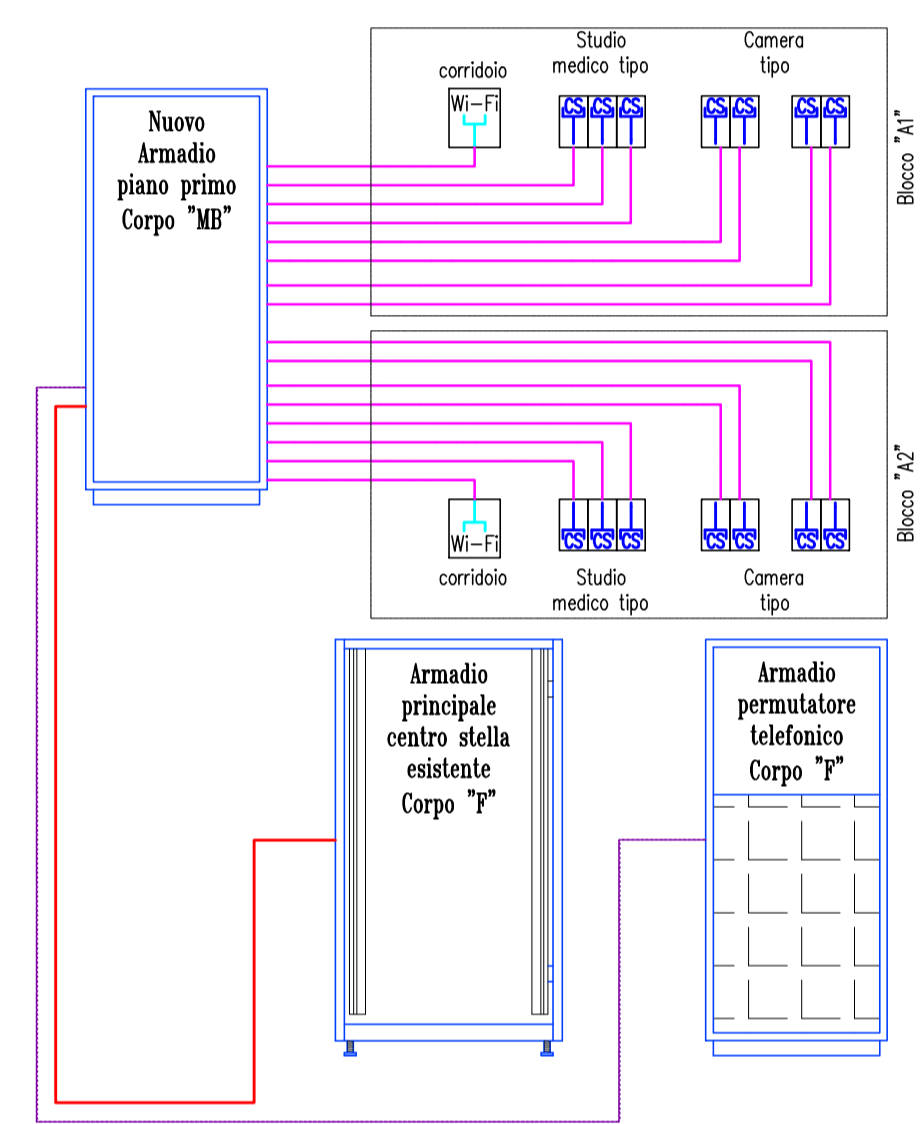 Studio
medico tipo
Camera
tipo
corridoio
Wi-Fi
CS CS CS
CS CS
CS CS
Blocco "A1"
Nuovo
Armadio
piano primo
Corpo "MB"
Blocco "A2"
Wi-Fi
CS CS CS
CS CS
CS CS
corridoio
Studio
medico tipo
Camera
tipo
Armadio
principale
centro stella
esistente
Corpo "F"
Armadio
permutatore
telefonico
Corpo "F"